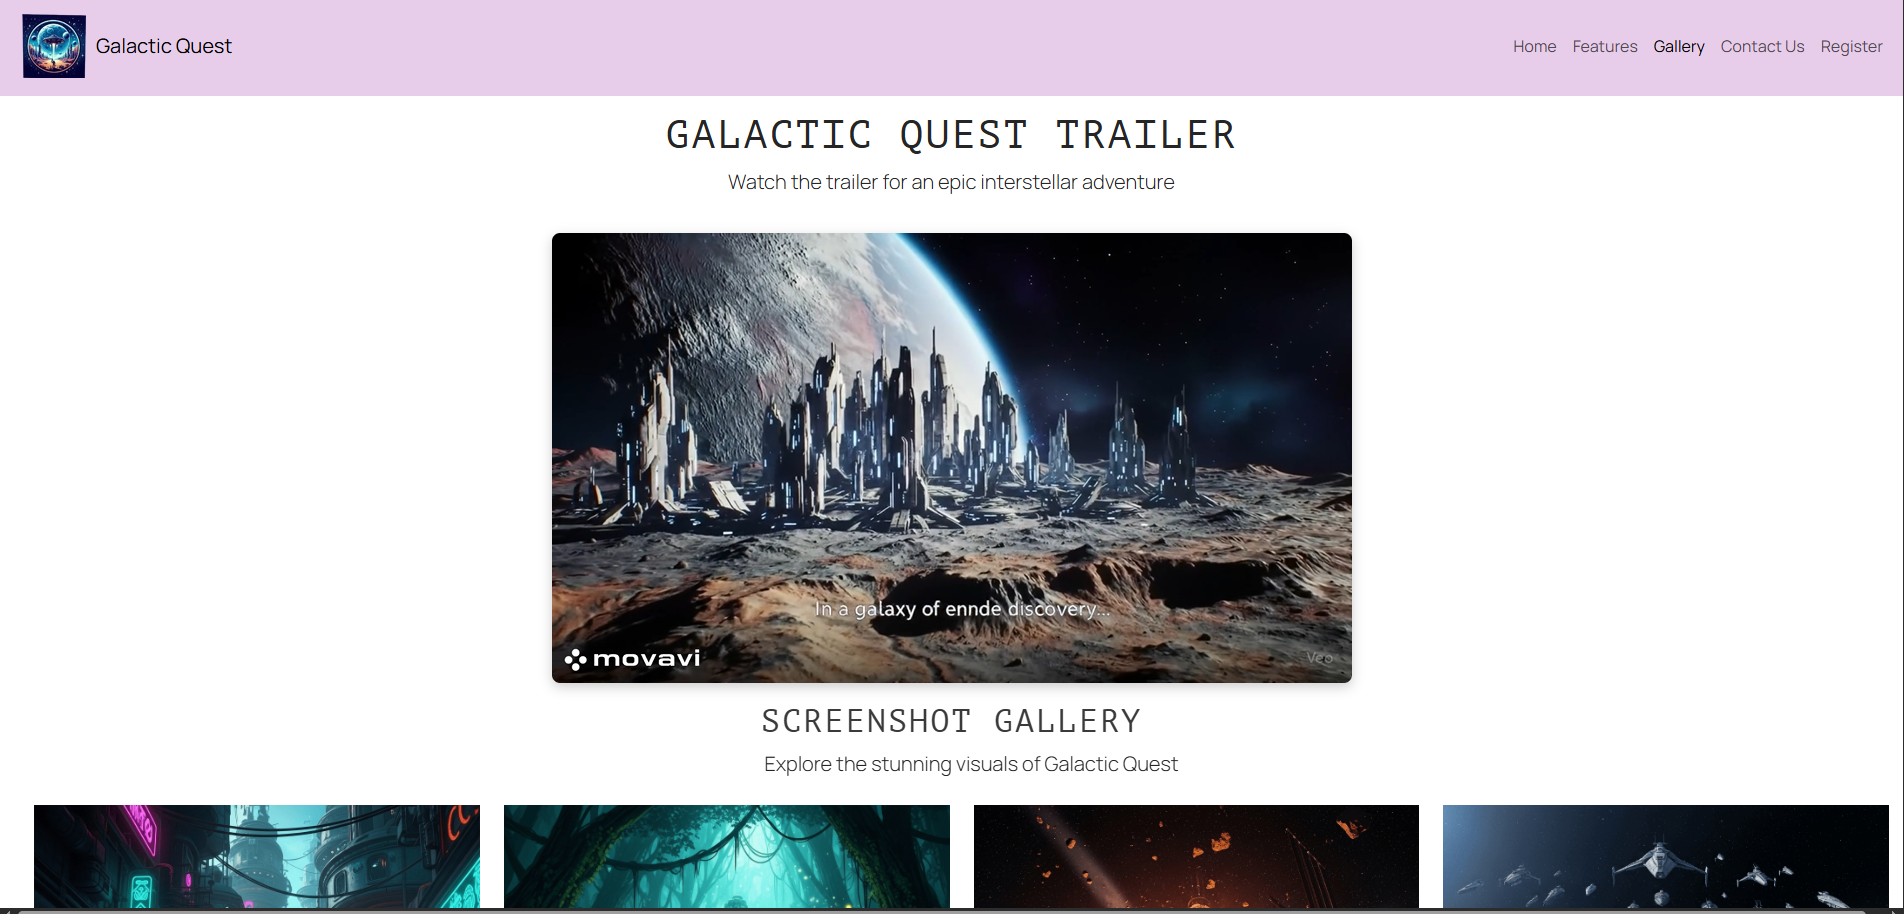 Galactic Quest
Home Features Gallery Contact Us Register
GALACTIC QUEST TRAILER
Watch the trailer for an epic interstellar adventure
In a galaxy of ennde discovery...
movavi
Veo
SCREENSHOT GALLERY
Explore the stunning visuals of Galactic Quest